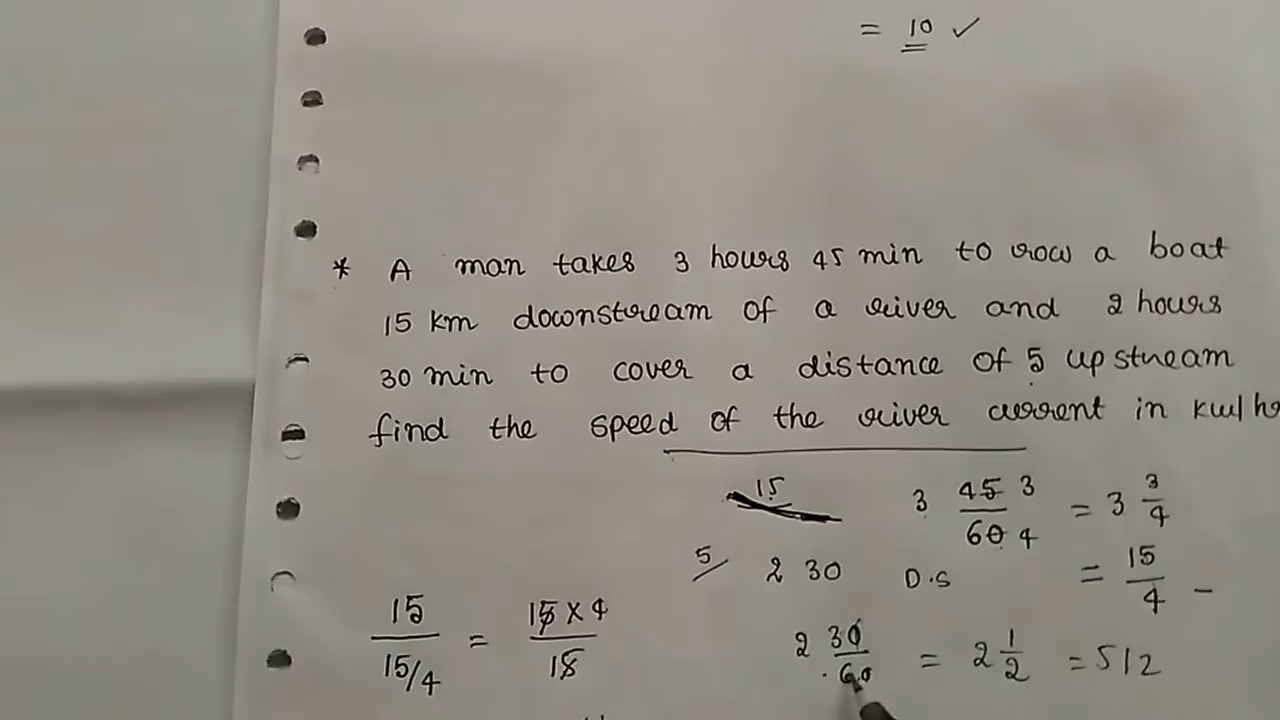 = 10 ✓
* A man takes 3 hours 45 min to row a boat
15 km downstream of a river and 2 hours
30 min to cover a distance of 5 upstream
find the speed of the river current in km/hr
15
3 45/60 3 4 = 3 3/4
5/ 2 30 D.S = 15/4 -
15 / 15/4 = 15 x 4 / 15
2 30/60 = 2 1/2 = 5/2